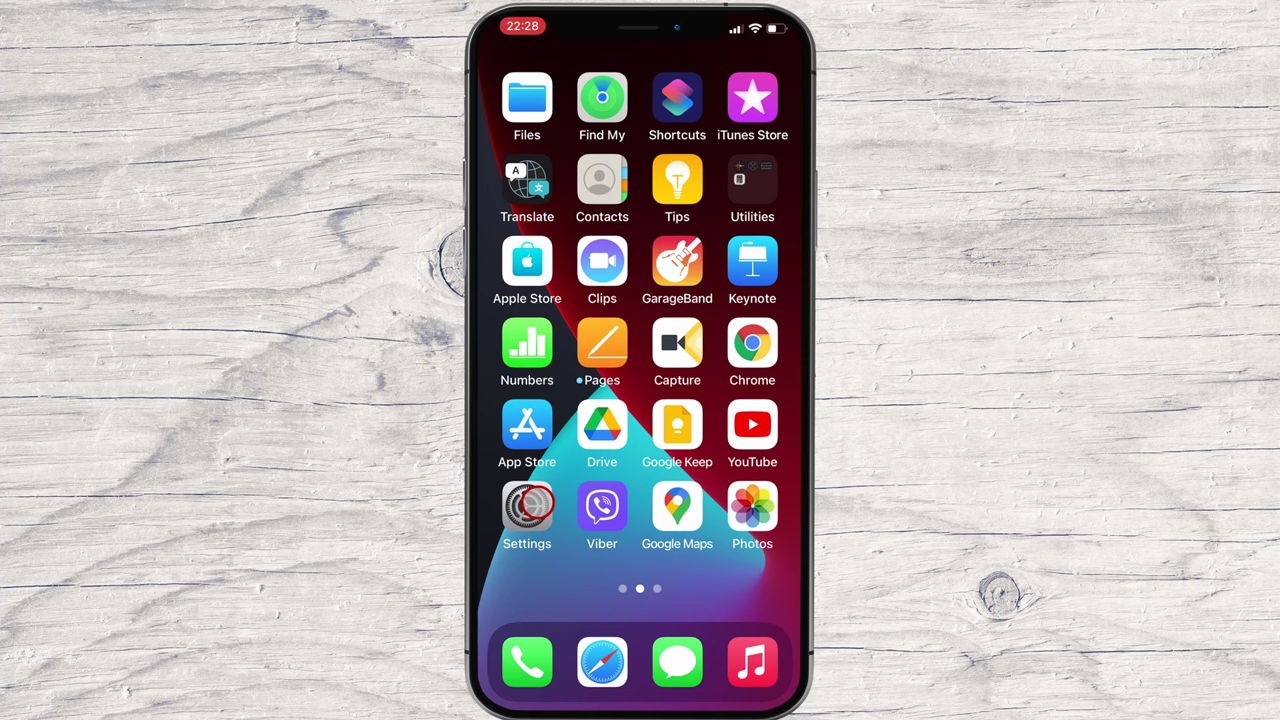 22:28
Files Find My Shortcuts iTunes Store
A 文
Translate Contacts Tips Utilities
Apple Store Clips GarageBand Keynote
Numbers Pages Capture Chrome
App Store Drive Google Keep YouTube
Settings Viber Google Maps Photos